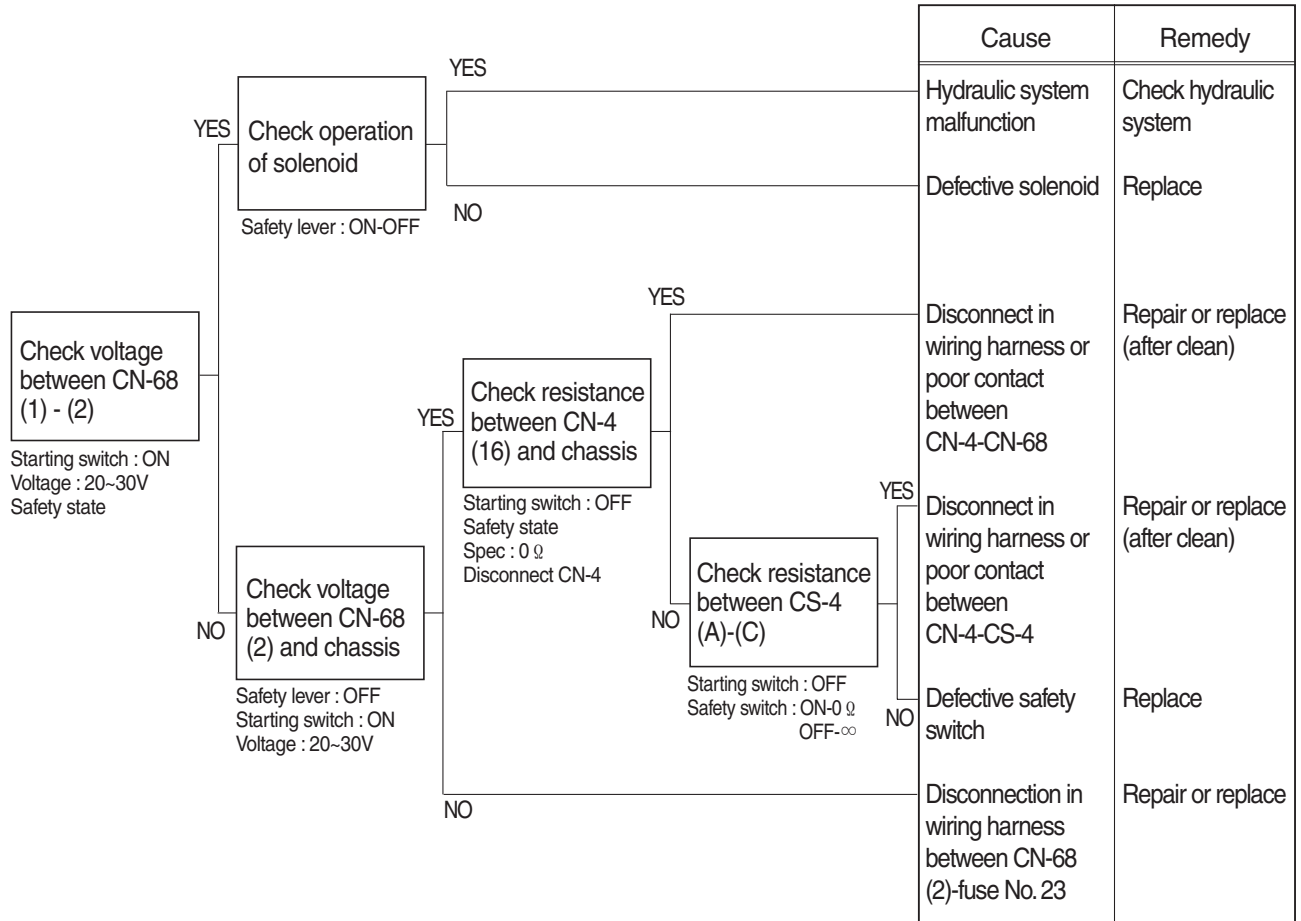 Cause
Remedy
YES
Hydraulic system
malfunction
Check hydraulic
system
YES
Check operation
of solenoid
Defective solenoid
Replace
NO
Safety lever : ON-OFF
YES
Disconnect in
wiring harness or
poor contact
between
CN-4-CN-68
Repair or replace
(after clean)
Check voltage
between CN-68
(1) - (2)
Starting switch : ON
Voltage : 20~30V
Safety state
YES
Check resistance
between CN-4
(16) and chassis
Starting switch : OFF
Safety state
Spec : 0 Ω
Disconnect CN-4
YES
Disconnect in
wiring harness or
poor contact
between
CN-4-CS-4
Repair or replace
(after clean)
NO
Check resistance
between CS-4
(A)-(C)
Starting switch : OFF
Safety switch : ON-0 Ω
OFF-∞
NO
Defective safety
switch
Replace
NO
Check voltage
between CN-68
(2) and chassis
Safety lever : OFF
Starting switch : ON
Voltage : 20~30V
NO
Disconnection in
wiring harness
between CN-68
(2)-fuse No. 23
Repair or replace